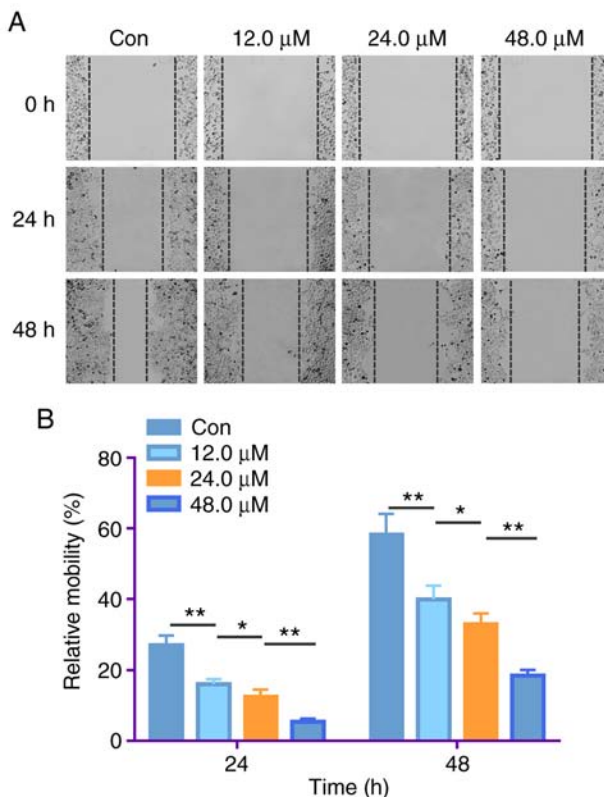 A
Con 12.0 μM 24.0 μM 48.0 μM
0 h
24 h
48 h
B
Con
12.0 μM
24.0 μM
48.0 μM
Relative mobility (%)
80
60
40
20
0
** * **
** * **
24 48
Time (h)